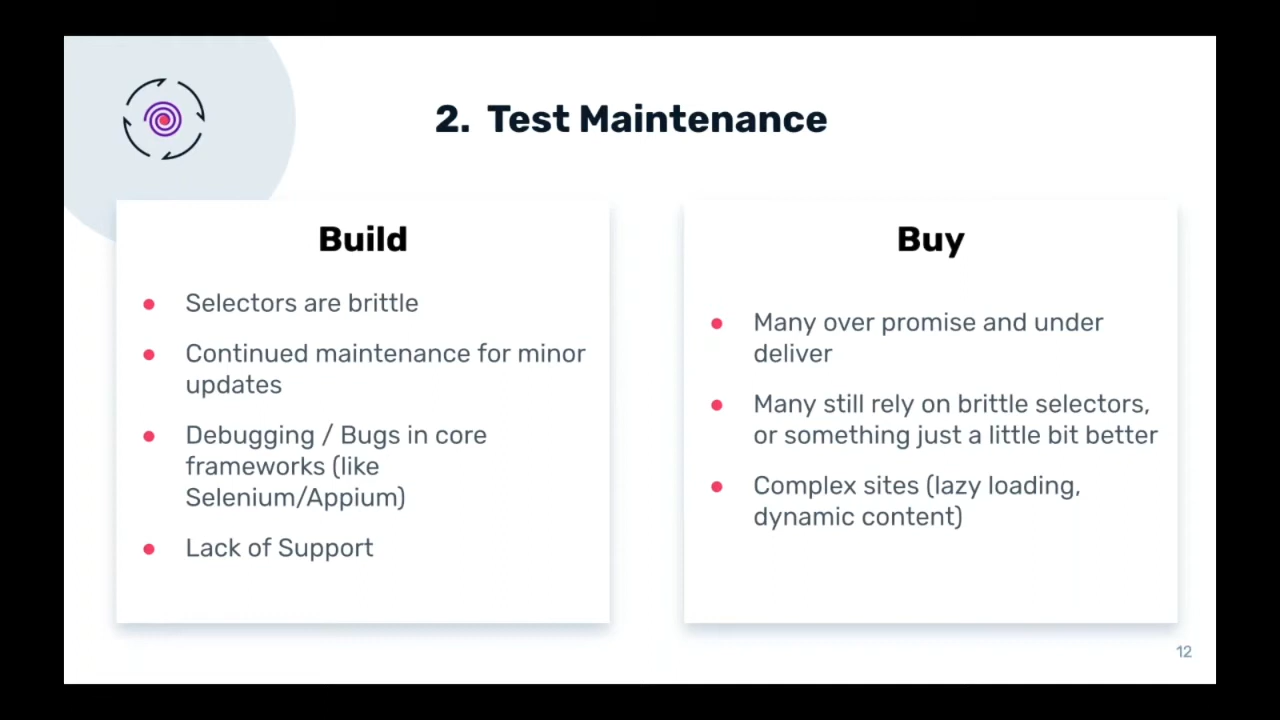 2. Test Maintenance
Build
Selectors are brittle
Continued maintenance for minor
updates
Debugging / Bugs in core
frameworks (like
Selenium/Appium)
Lack of Support
Buy
Many over promise and under
deliver
Many still rely on brittle selectors,
or something just a little bit better
Complex sites (lazy loading,
dynamic content)
12